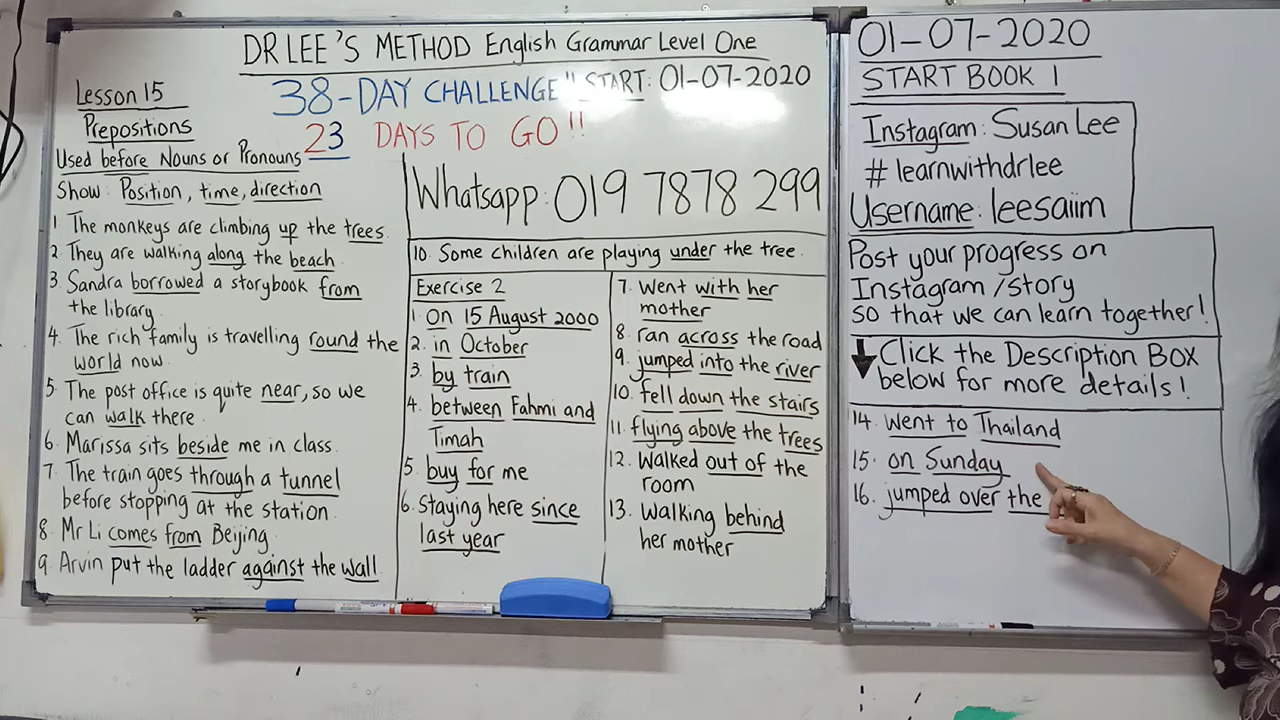 DR LEE'S METHOD English Grammar Level One
38-DAY CHALLENGE" START: 01-07-2020
23 DAYS TO GO!!
Lesson 15
Prepositions
Used before Nouns or Pronouns
Show: Position, time, direction
1. The monkeys are climbing up the trees.
2. They are walking along the beach.
3. Sandra borrowed a storybook from
the library.
4. The rich family is travelling round the
world now.
5. The post office is quite near, so we
can walk there.
6. Marissa sits beside me in class.
7. The train goes through a tunnel
before stopping at the station.
8. Mr Li comes from Beijing.
9. Arvin put the ladder against the wall.
Whatsapp: 019 7878 299
10. Some children are playing under the tree.
Exercise 2
1. On 15 August 2000
2. in October
3. by train
4. between Fahmi and
Timah
5. buy for me
6. Staying here since
last year
7. Went with her
mother
8. ran across the road
9. jumped into the river
10. fell down the stairs
11. flying above the trees
12. Walked out of the
room
13. Walking behind
her mother
01-07-2020
START BOOK 1
Instagram: Susan Lee
# learnwithdrlee
Username: leesaiim
Post your progress on
Instagram/story
so that we can learn together!
Click the Description Box
below for more details!
14. went to Thailand
15. on Sunday
16. jumped over the